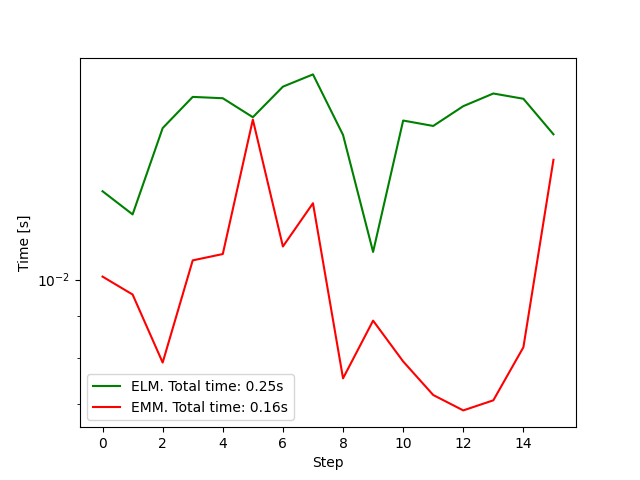 Time [s]
10⁻²
ELM. Total time: 0.25s
EMM. Total time: 0.16s
0 2 4 6 8 10 12 14
Step